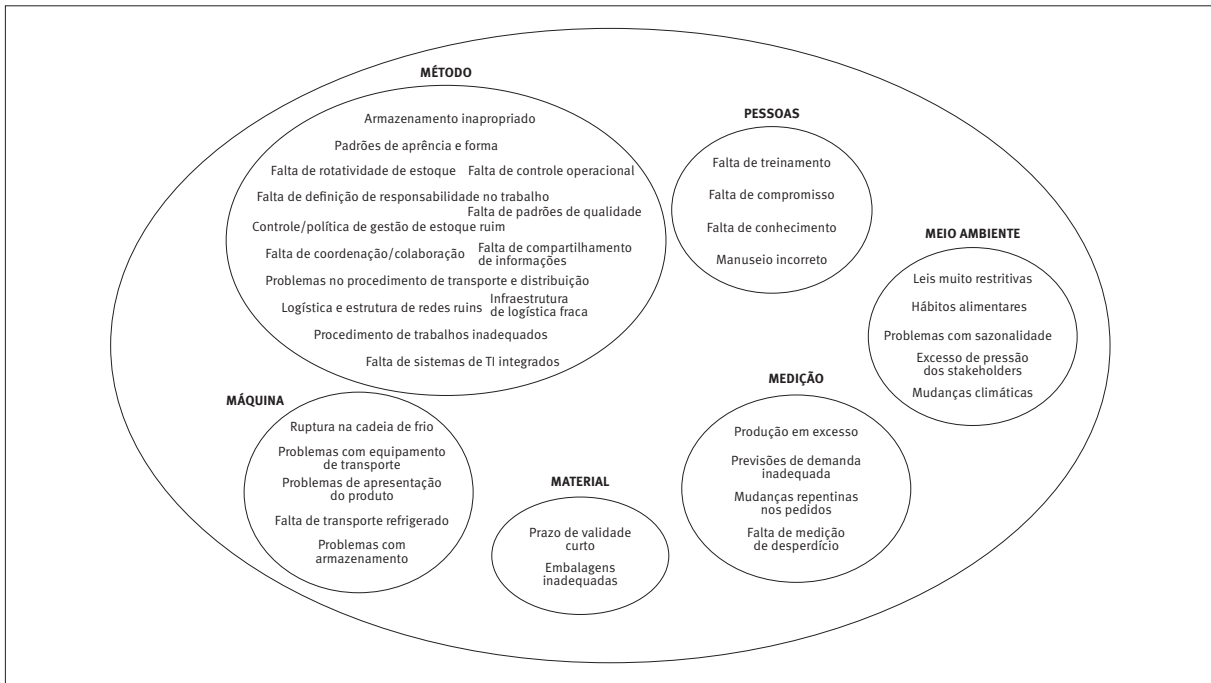 MÉTODO
Armazenamento inapropriado
Padrões de aprência e forma
Falta de rotatividade de estoque
Falta de controle operacional
Falta de definição de responsabilidade no trabalho
Falta de padrões de qualidade
Controle/política de gestão de estoque ruim
Falta de coordenação/colaboração
Falta de compartilhamento
de informações
Problemas no procedimento de transporte e distribuição
Logística e estrutura de redes ruins
Infraestrutura
de logística fraca
Procedimento de trabalhos inadequados
Falta de sistemas de TI integrados
PESSOAS
Falta de treinamento
Falta de compromisso
Falta de conhecimento
Manuseio incorreto
MEIO AMBIENTE
Leis muito restritivas
Hábitos alimentares
Problemas com sazonalidade
Excesso de pressão
dos stakeholders
Mudanças climáticas
MÁQUINA
Ruptura na cadeia de frio
Problemas com equipamento
de transporte
Problemas de apresentação
do produto
Falta de transporte refrigerado
Problemas com
armazenamento
MATERIAL
Prazo de validade
curto
Embalagens
inadequadas
MEDIÇÃO
Produção em excesso
Previsões de demanda
inadequada
Mudanças repentinas
nos pedidos
Falta de medição
de desperdício